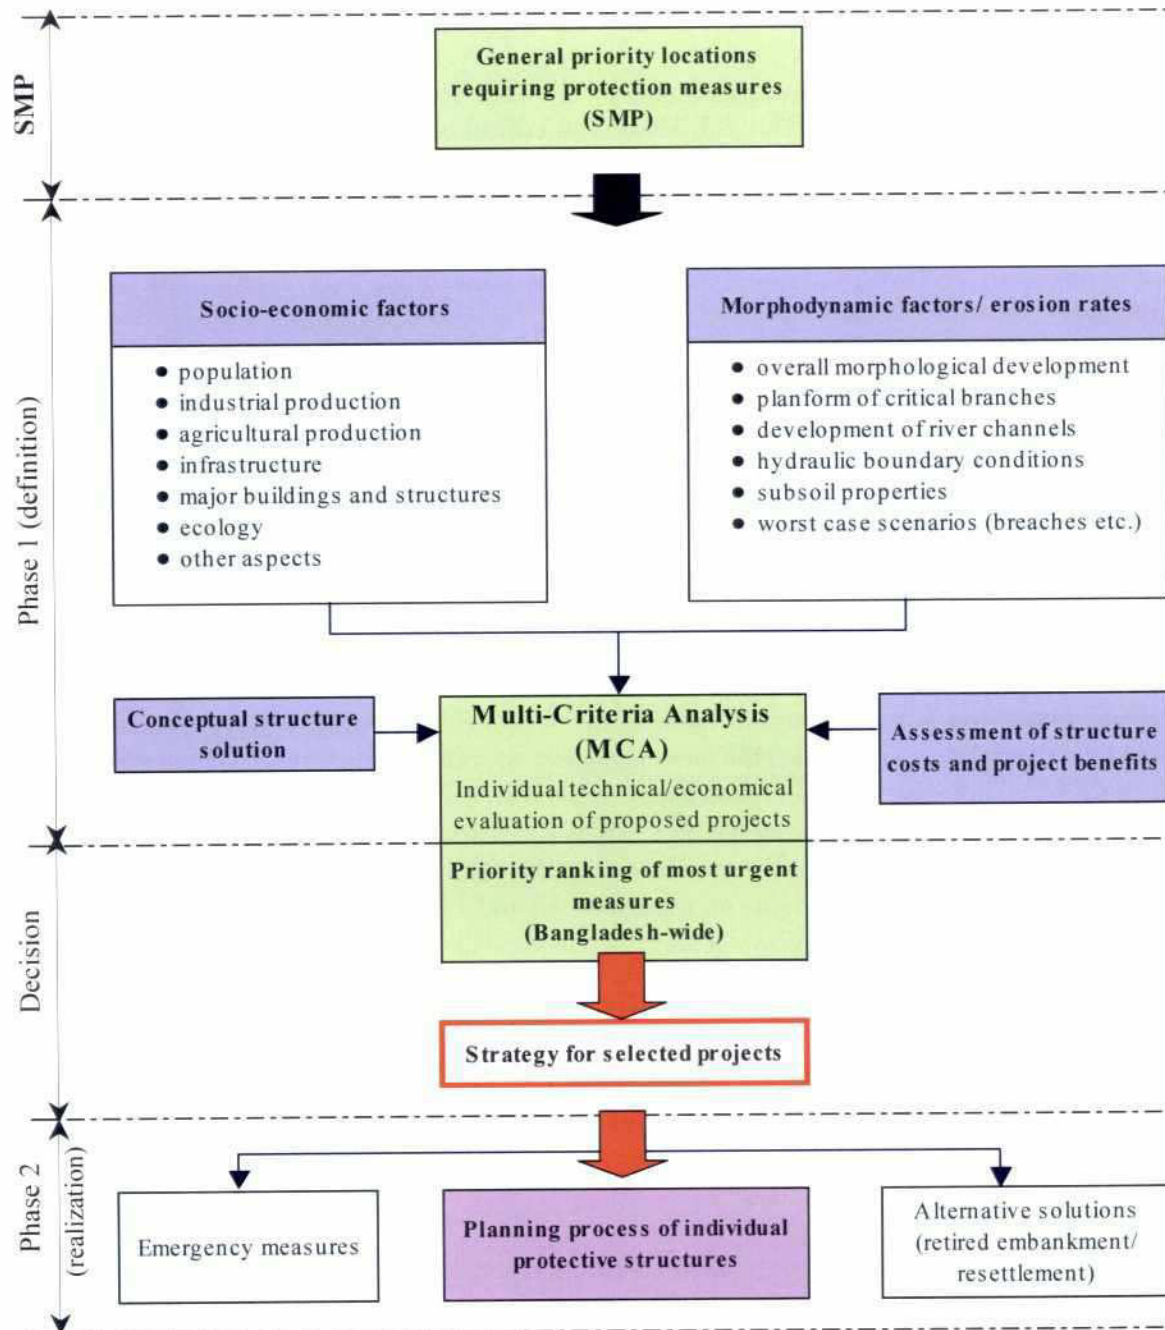 SMP
General priority locations
requiring protection measures
(SMP)
Phase 1 (definition)
Socio-economic factors
• population
• industrial production
• agricultural production
• infrastructure
• major buildings and structures
• ecology
• other aspects
Morphodynamic factors/ erosion rates
• overall morphological development
• planform of critical branches
• development of river channels
• hydraulic boundary conditions
• subsoil properties
• worst case scenarios (breaches etc.)
Conceptual structure
solution
Multi-Criteria Analysis
(MCA)
Individual technical/economical
evaluation of proposed projects
Assessment of structure
costs and project benefits
Decision
Priority ranking of most urgent
measures
(Bangladesh-wide)
Strategy for selected projects
Phase 2
(realization)
Emergency measures
Planning process of individual
protective structures
Alternative solutions
(retired embankment/
resettlement)